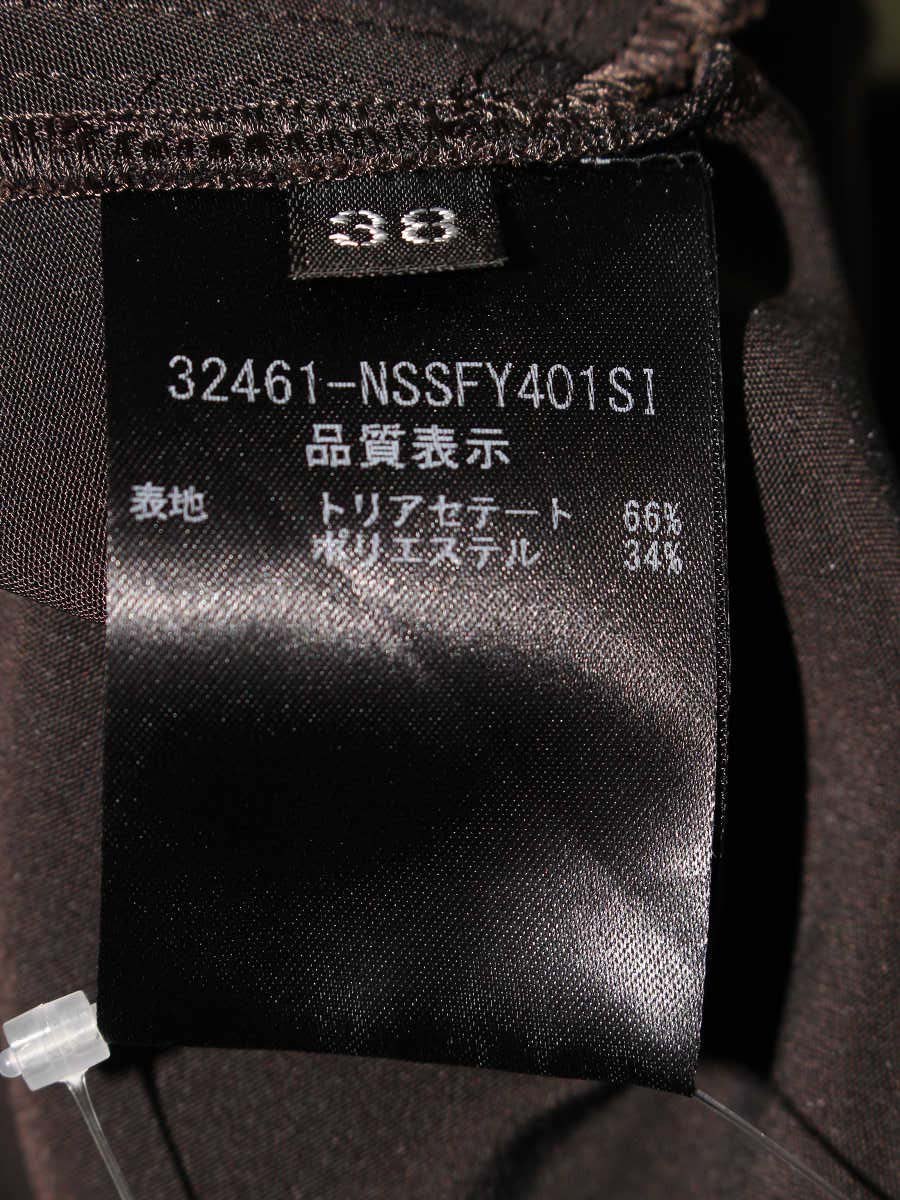 38
32461-NSSFY401SI
品質表示
表地 トリアセテート 66%
ポリエステル 34%